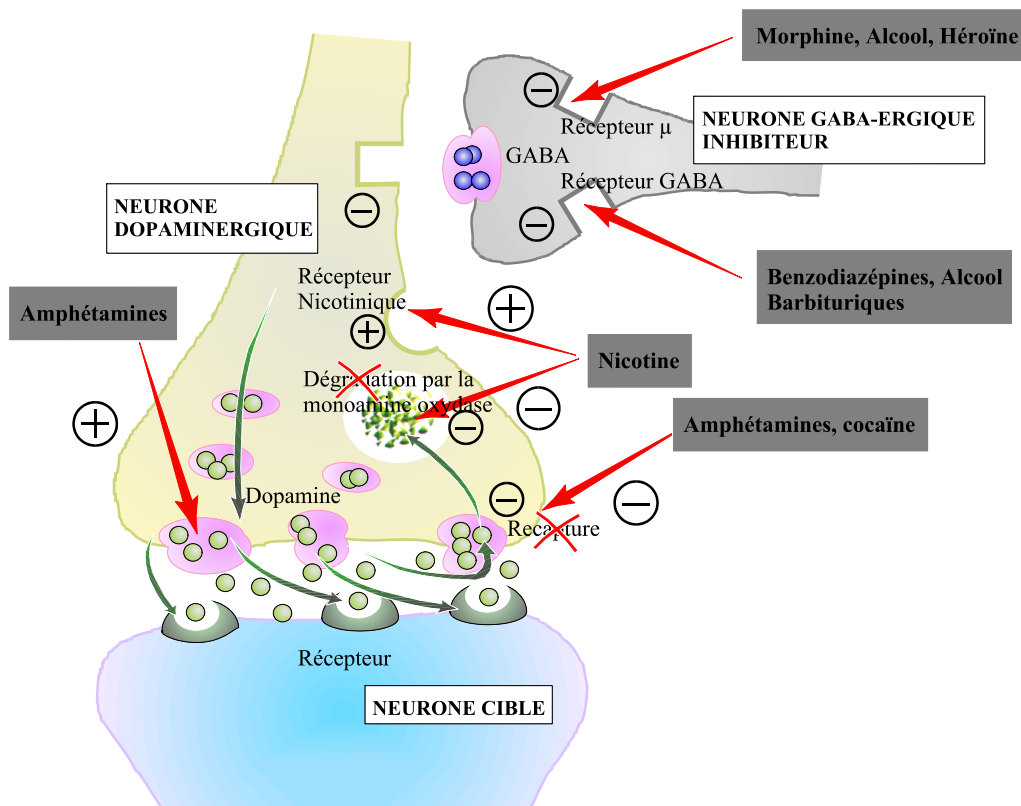 Morphine, Alcool, Héroïne
Récepteur µ
NEURONE GABA-ERGIQUE
INHIBITEUR
GABA
Récepteur GABA
NEURONE
DOPAMINERGIQUE
Benzodiazépines, Alcool
Barbituriques
Récepteur
Nicotinique
Amphétamines
Nicotine
Dégradation par la
monoamine oxydase
Amphétamines, cocaïne
Dopamine
Recapture
Récepteur
NEURONE CIBLE